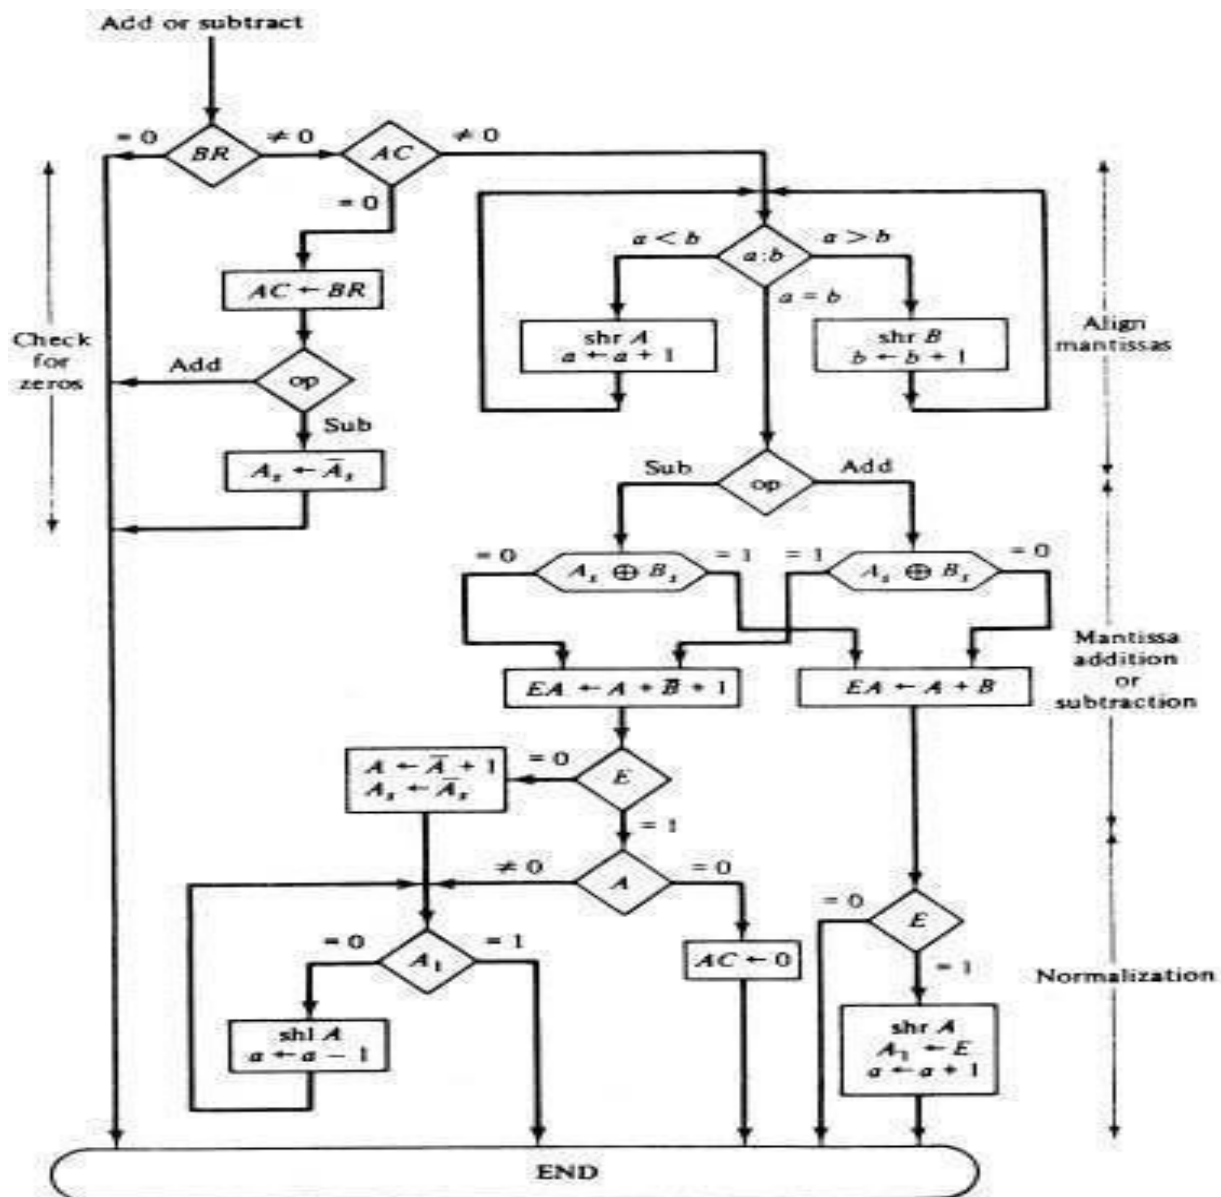 Add or subtract
= 0
BR
≠ 0
AC
≠ 0
= 0
AC ← BR
Check
for
zeros
Add
op
Sub
A_s ← A̅_s
a < b
a:b
a > b
a = b
shr A
a ← a + 1
shr B
b ← b + 1
Align
mantissas
Sub
op
Add
= 0
A_s ⊕ B_s
= 1
= 1
A_s ⊕ B_s
= 0
EA ← A + B̅ + 1
EA ← A + B
Mantissa
addition
or
subtraction
A ← A̅ + 1
A_s ← A̅_s
= 0
E
= 1
≠ 0
A
= 0
= 0
A_1
= 1
AC ← 0
= 0
E
= 1
Normalization
shl A
a ← a − 1
shr A
A_1 ← E
a ← a + 1
END